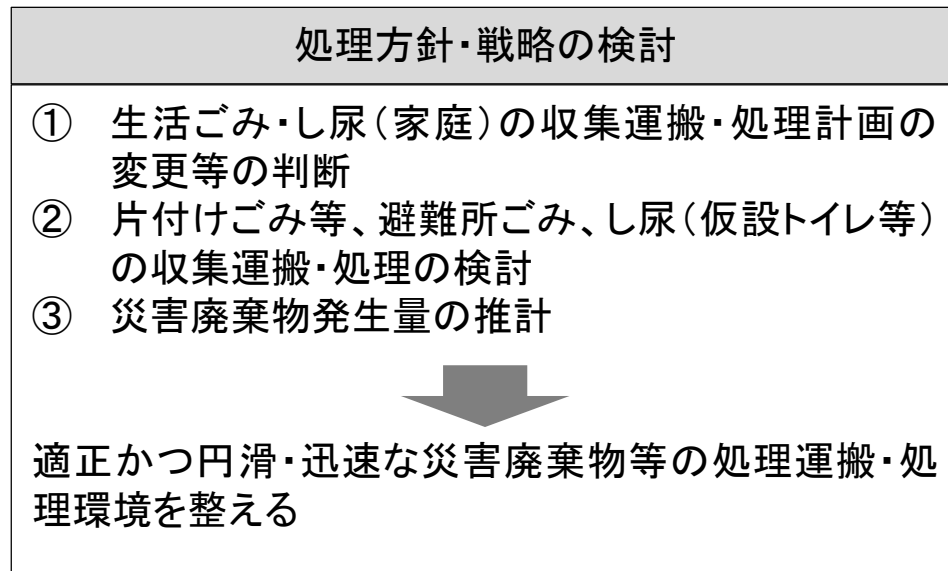 処理方針・戦略の検討
① 生活ごみ・し尿(家庭)の収集運搬・処理計画の
変更等の判断
② 片付けごみ等、避難所ごみ、し尿(仮設トイレ等)
の収集運搬・処理の検討
③ 災害廃棄物発生量の推計
適正かつ円滑・迅速な災害廃棄物等の処理運搬・処
理環境を整える